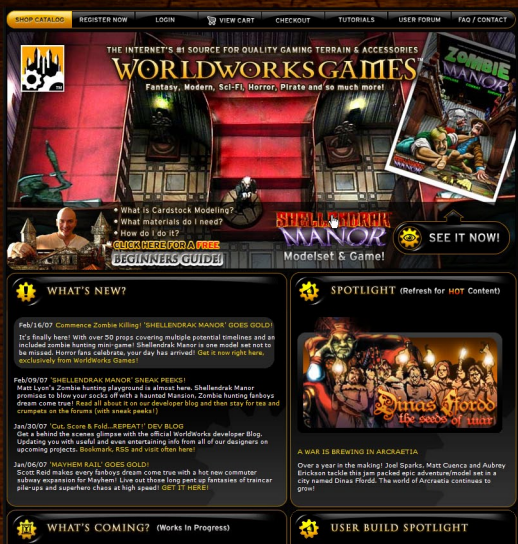 SHOP CATALOG
REGISTER NOW
LOGIN
VIEW CART
CHECKOUT
TUTORIALS
USER FORUM
FAQ / CONTACT
THE INTERNET'S #1 SOURCE FOR QUALITY GAMING TERRAIN & ACCESSORIES
WORLDWORKSGAMES
Fantasy, Modern, Sci-Fi, Horror, Pirate and so much more!
ZOMBIE
MANOR
• What is Cardstock Modeling?
• What materials do I need?
• How do I do it?
CLICK HERE FOR A FREE
BEGINNERS GUIDE!
SHELLENDRAK
MANOR
Modelset & Game!
SEE IT NOW!
WHAT'S NEW?
Feb/16/07 Commence Zombie Killing! 'SHELLENDRAK MANOR' GOES GOLD!
It's finally here! With over 50 props covering multiple potential timelines and an
included zombie hunting mini-game! Shellendrak Manor is one model set not to
be missed. Horror fans celebrate, your day has arrived! Get it now right here,
exclusively from WorldWorks Games!
Feb/09/07 'SHELLENDRAK MANOR' SNEAK PEEKS!
Matt Lyon's Zombie hunting playground is almost here. Shellendrak Manor
promises to blow your socks off with a haunted Mansion, Zombie hunting fanboys
dream come true! Read all about it on our developer blog and then stay for tea and
crumpets on the forums (with sneak peeks!)
Jan/30/07 'Cut, Score & Fold...REPEAT!' DEV BLOG
Get a behind the scenes glimpse with the official WorldWorks developer Blog.
Updating you with useful and even entertaining info from all of our designers on
upcoming projects. Bookmark, RSS and visit often here!
Jan/06/07 'MAYHEM RAIL' GOES GOLD!
Scott Reid makes every fanboys dream come true with a hot new commuter
subway expansion for Mayhem! Live out those long pent up fantasies of traincar
pile-ups and superhero chaos at high speed! GET IT HERE!
SPOTLIGHT (Refresh for HOT Content)
Dinas Ffordd
the seeds of war
A WAR IS BREWING IN ARCRAETIA
Over a year in the making! Joel Sparks, Matt Cuenca and Aubrey
Erickson tackle this jam packed epic adventure/model set in a
city named Dinas Ffordd. The world of Arcraetia continues to
grow!
WHAT'S COMING? (Works In Progress)
USER BUILD SPOTLIGHT